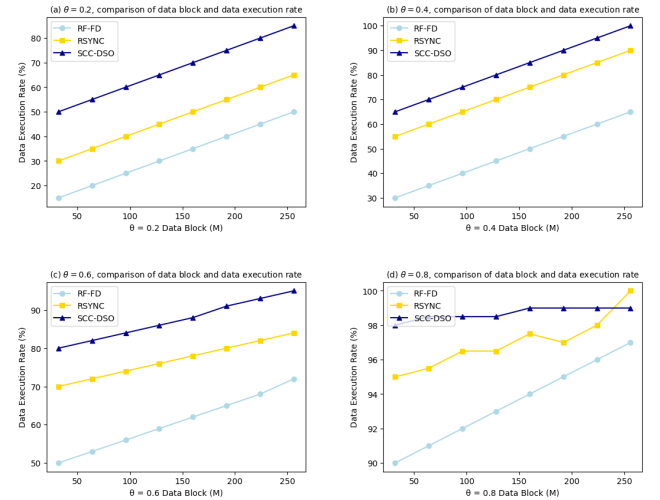 (a) θ = 0.2, comparison of data block and data execution rate
RF-FD
RSYNC
SCC-DSO
Data Execution Rate (%)
80
70
60
50
40
30
20
50 100 150 200 250
θ = 0.2 Data Block (M)
(b) θ = 0.4, comparison of data block and data execution rate
RF-FD
RSYNC
SCC-DSO
Data Execution Rate (%)
100
90
80
70
60
50
40
30
50 100 150 200 250
θ = 0.4 Data Block (M)
(c) θ = 0.6, comparison of data block and data execution rate
RF-FD
RSYNC
SCC-DSO
Data Execution Rate (%)
90
80
70
60
50
50 100 150 200 250
θ = 0.6 Data Block (M)
(d) θ = 0.8, comparison of data block and data execution rate
RF-FD
RSYNC
SCC-DSO
Data Execution Rate (%)
100
98
96
94
92
90
50 100 150 200 250
θ = 0.8 Data Block (M)